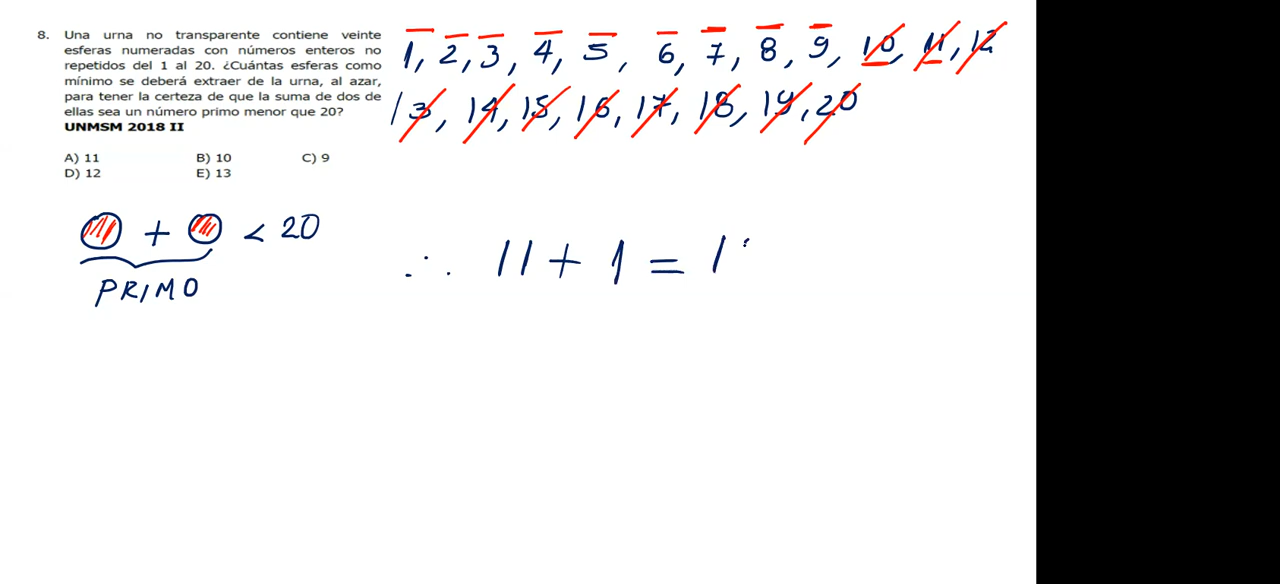 8. Una urna no transparente contiene veinte
esferas numeradas con números enteros no
repetidos del 1 al 20. ¿Cuántas esferas como
mínimo se deberá extraer de la urna, al azar,
para tener la certeza de que la suma de dos de
ellas sea un número primo menor que 20?
UNMSM 2018 II
A) 11 B) 10 C) 9
D) 12 E) 13
1, 2, 3, 4, 5, 6, 7, 8, 9, 10, 11, 12
13, 14, 15, 16, 17, 18, 19, 20
+ < 20
PRIMO
∴ 11 + 1 = 1